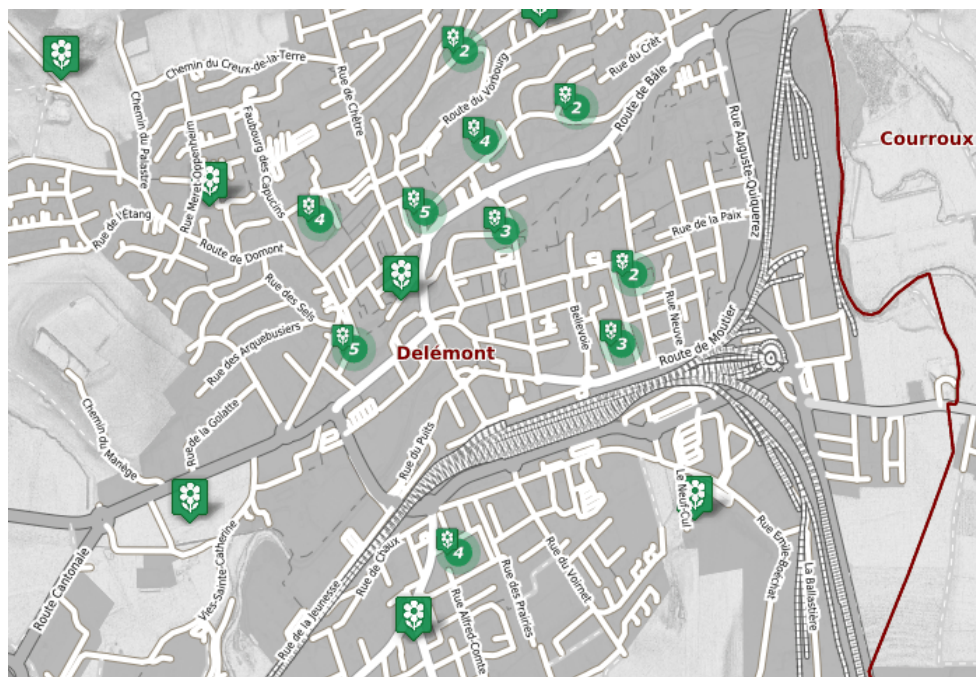 2
Rue du Crêt
Chemin du Creux-de-la-Terre
Rue de Chêtre
Route du Vorbourg
Route de Bâle
2
Chemin du Palastre
Rue Meret-Oppenheim
Faubourg des Capucins
4
Rue Auguste-Quiquerez
Courroux
4
5
3
Rue de l'Étang
Route de Domont
Rue de la Paix
2
Rue des Sels
Rue des Arquebusiers
5
Delémont
Bellevoie
3
Rue Neuve
Route de Moutier
Chemin du Manège
Rue de la Golatte
Rue du Puits
Le Neuf-Cul
Route Cantonale
Vies-Sainte-Catherine
Rue de la Jeunesse
Rue de Chaux
4
Rue Alfred-Comte
Rue des Prairies
Rue du Voirnet
Rue Emile-Boéchat
La Ballastière